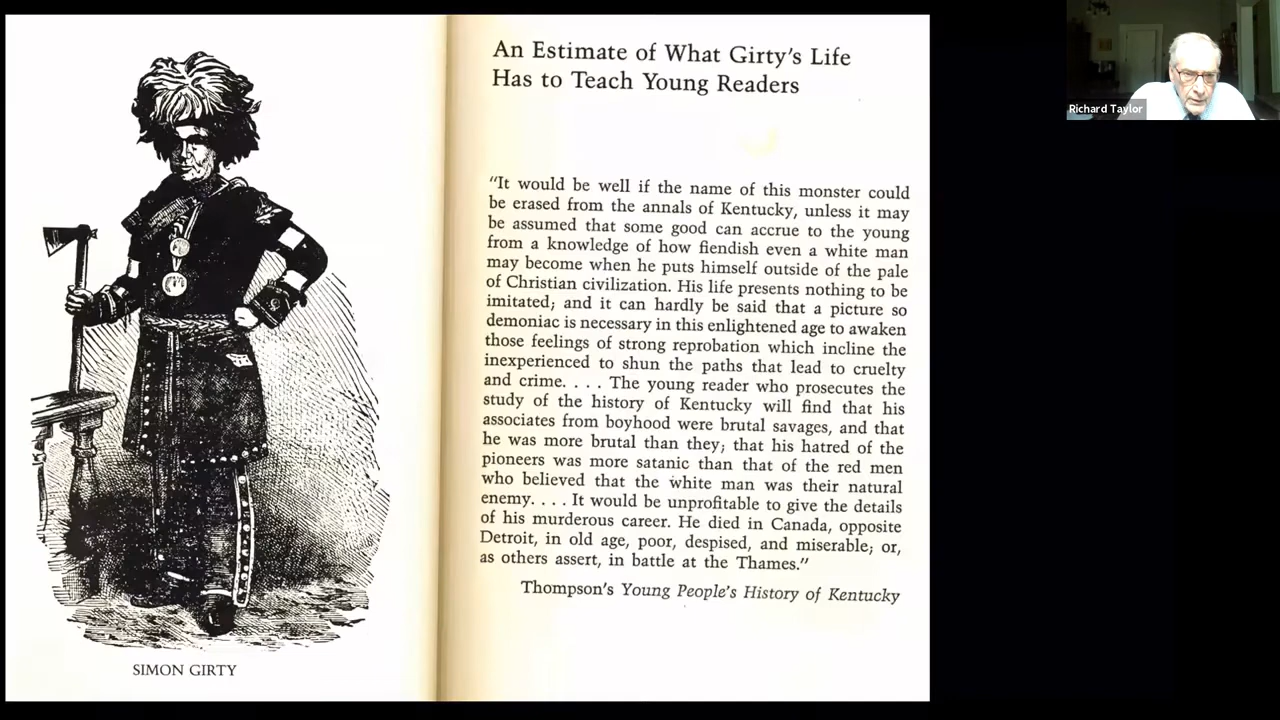 An Estimate of What Girty's Life
Has to Teach Young Readers
"It would be well if the name of this monster could
be erased from the annals of Kentucky, unless it may
be assumed that some good can accrue to the young
from a knowledge of how fiendish even a white man
may become when he puts himself outside of the pale
of Christian civilization. His life presents nothing to be
imitated; and it can hardly be said that a picture so
demoniac is necessary in this enlightened age to awaken
those feelings of strong reprobation which incline the
inexperienced to shun the paths that lead to cruelty
and crime. . . . The young reader who prosecutes the
study of the history of Kentucky will find that his
associates from boyhood were brutal savages, and that
he was more brutal than they; that his hatred of the
pioneers was more satanic than that of the red men
who believed that the white man was their natural
enemy. . . . It would be unprofitable to give the details
of his murderous career. He died in Canada, opposite
Detroit, in old age, poor, despised, and miserable; or,
as others assert, in battle at the Thames."
Thompson's Young People's History of Kentucky
SIMON GIRTY
Richard Taylor